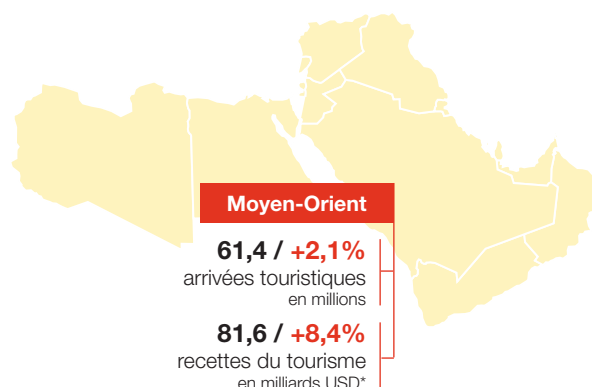 Moyen-Orient
61,4 / +2,1%
arrivées touristiques
en millions
81,6 / +8,4%
recettes du tourisme
en milliards USD*